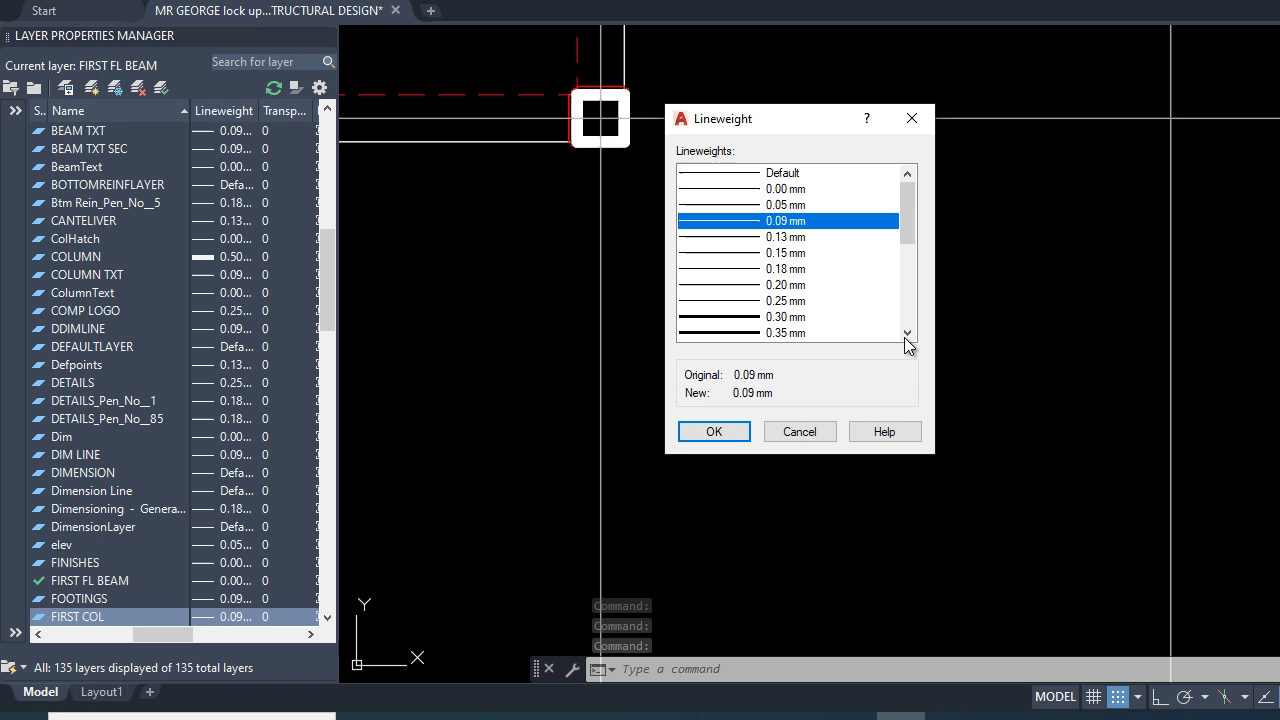 Start
MR GEORGE lock up...TRUCTURAL DESIGN*
LAYER PROPERTIES MANAGER
Current layer: FIRST FL BEAM
Search for layer
S.. Name Lineweight Transp...
BEAM TXT 0.09... 0
BEAM TXT SEC 0.09... 0
BeamText 0.00... 0
BOTTOMREINFLAYER Defa... 0
Btm Rein_Pen_No__5 0.18... 0
CANTELIVER 0.13... 0
ColHatch 0.00... 0
COLUMN 0.50... 0
COLUMN TXT 0.09... 0
ColumnText 0.00... 0
COMP LOGO 0.25... 0
DDIMLINE 0.09... 0
DEFAULTLAYER Defa... 0
Defpoints 0.13... 0
DETAILS 0.25... 0
DETAILS_Pen_No__1 0.18... 0
DETAILS_Pen_No__85 0.18... 0
Dim 0.00... 0
DIM LINE 0.09... 0
DIMENSION Defa... 0
Dimension Line Defa... 0
Dimensioning - Genera... 0.18... 0
DimensionLayer Defa... 0
elev 0.05... 0
FINISHES 0.00... 0
FIRST FL BEAM 0.00... 0
FOOTINGS 0.09... 0
FIRST COL 0.09... 0
All: 135 layers displayed of 135 total layers
Model Layout1
Lineweight
?
Lineweights:
Default
0.00 mm
0.05 mm
0.09 mm
0.13 mm
0.15 mm
0.18 mm
0.20 mm
0.25 mm
0.30 mm
0.35 mm
Original: 0.09 mm
New: 0.09 mm
OK Cancel Help
Y
X
Command:
Command:
Command:
Type a command
MODEL